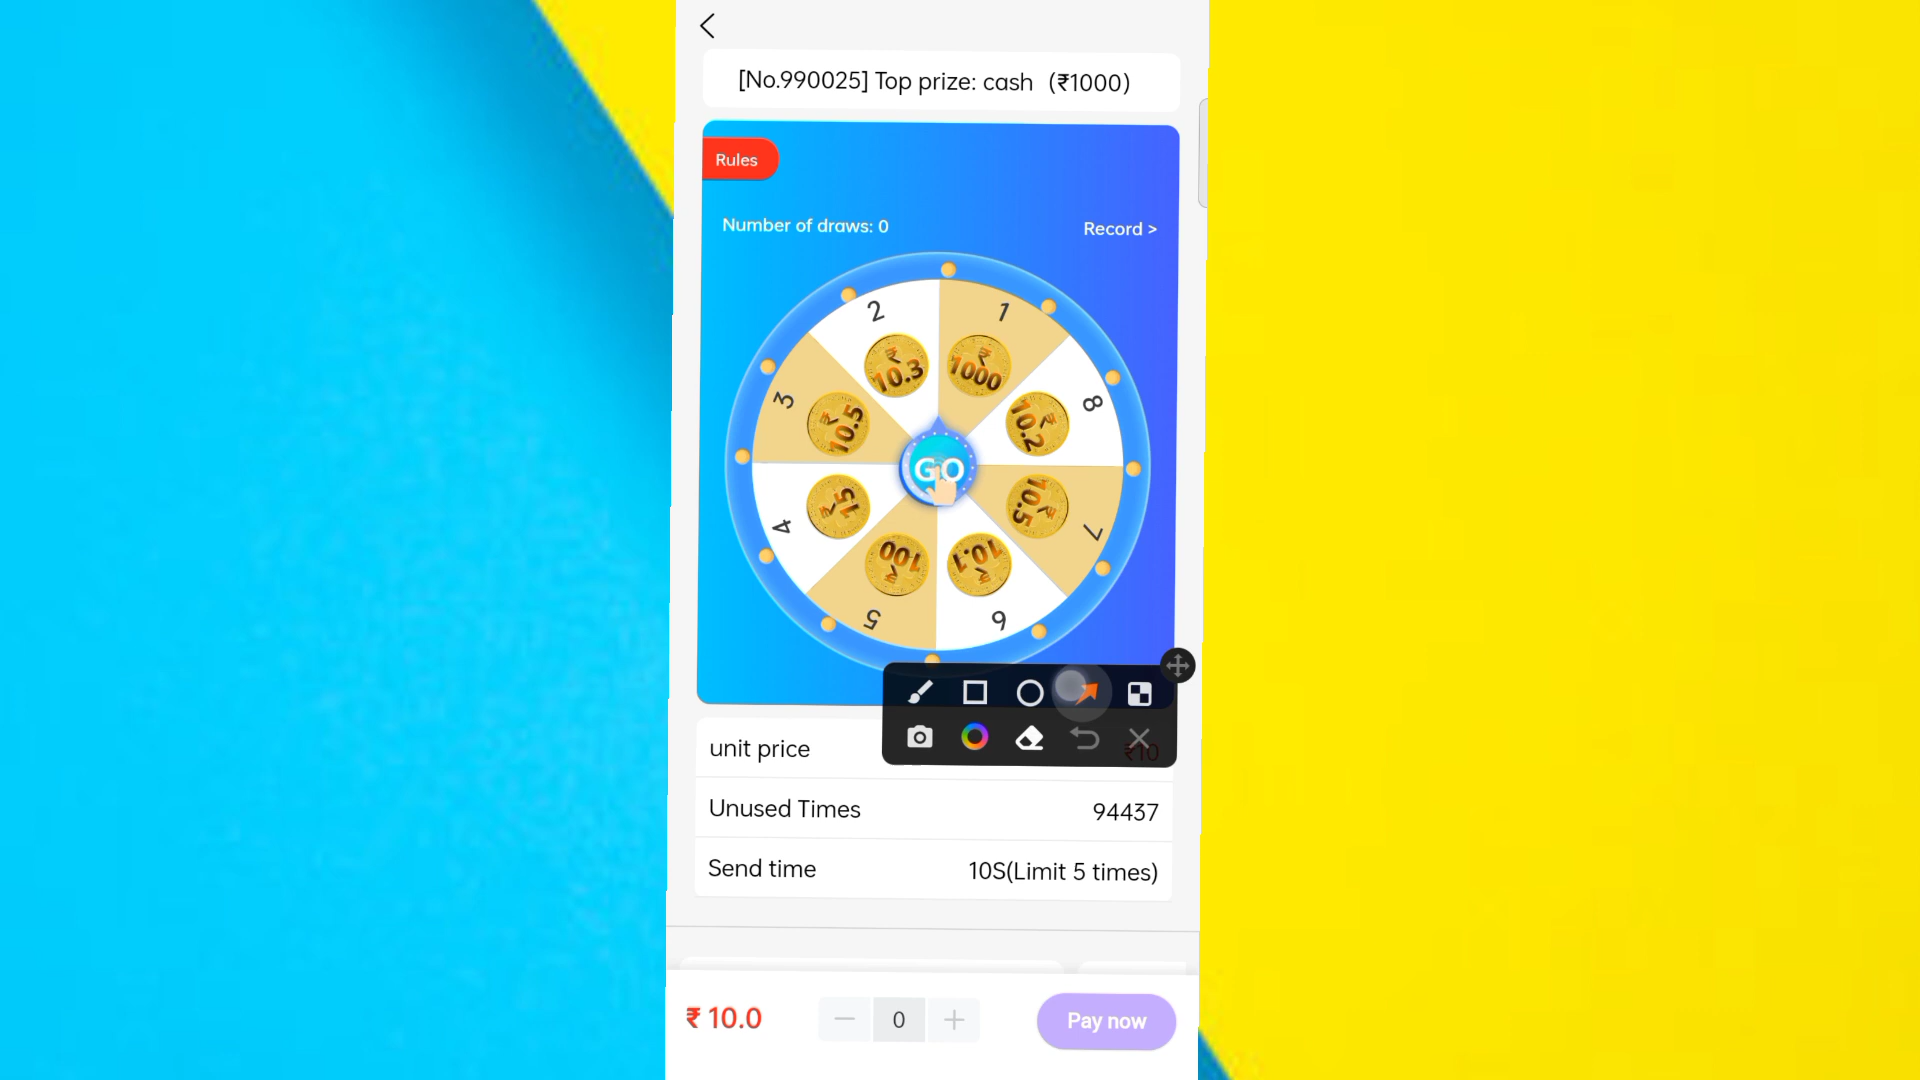 [No.990025] Top prize: cash (₹1000)
Rules
Number of draws: 0
Record >
2
1
₹
10.3
₹
1000
3
8
₹
10.5
₹
10.2
GO
4
7
₹
15
₹
10.5
₹
100
₹
10.1
5
6
unit price
₹10
Unused Times
94437
Send time
10S(Limit 5 times)
₹ 10.0
0
Pay now